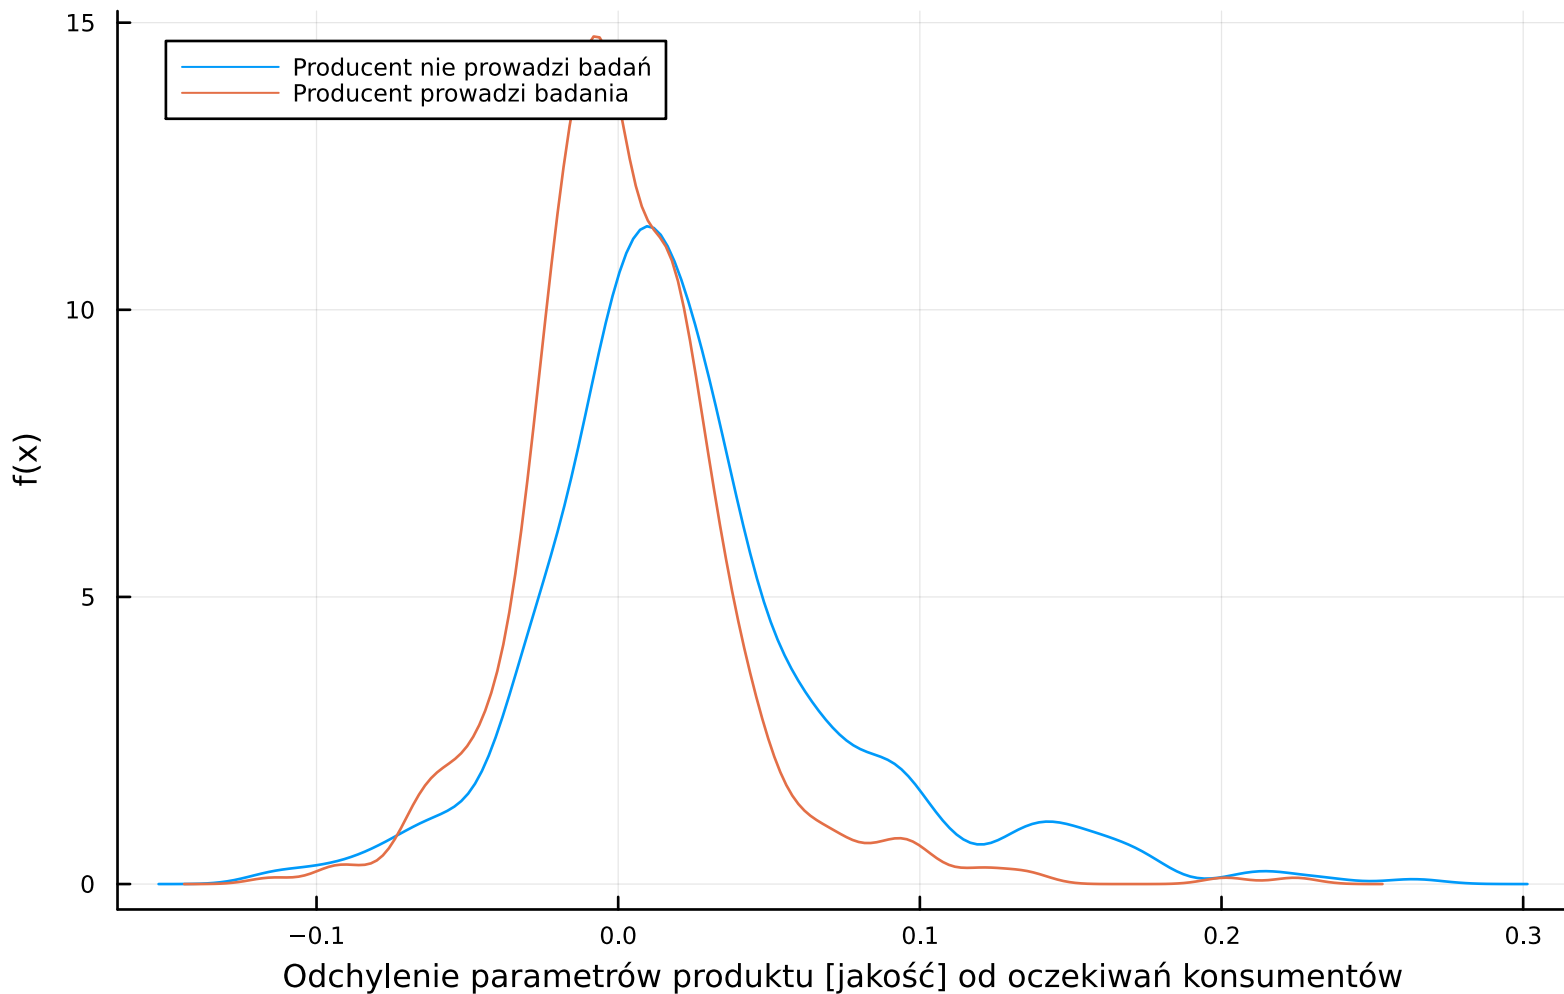 15
Producent nie prowadzi badań
Producent prowadzi badania
10
f(x)
5
0
−0.1 0.0 0.1 0.2 0.3
Odchylenie parametrów produktu [jakość] od oczekiwań konsumentów